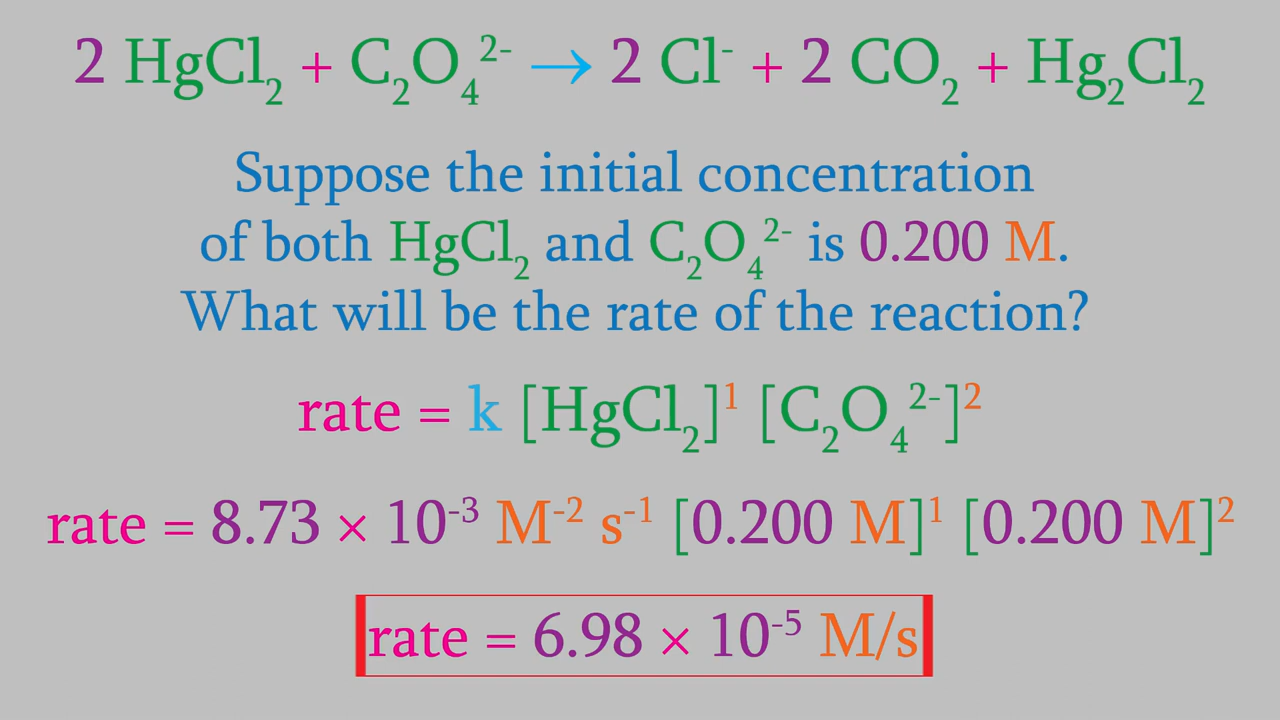 2 HgCl₂ + C₂O₄²⁻ → 2 Cl⁻ + 2 CO₂ + Hg₂Cl₂
Suppose the initial concentration
of both HgCl₂ and C₂O₄²⁻ is 0.200 M.
What will be the rate of the reaction?
rate = k [HgCl₂]¹ [C₂O₄²⁻]²
rate = 8.73 × 10⁻³ M⁻² s⁻¹ [0.200 M]¹ [0.200 M]²
rate = 6.98 × 10⁻⁵ M/s